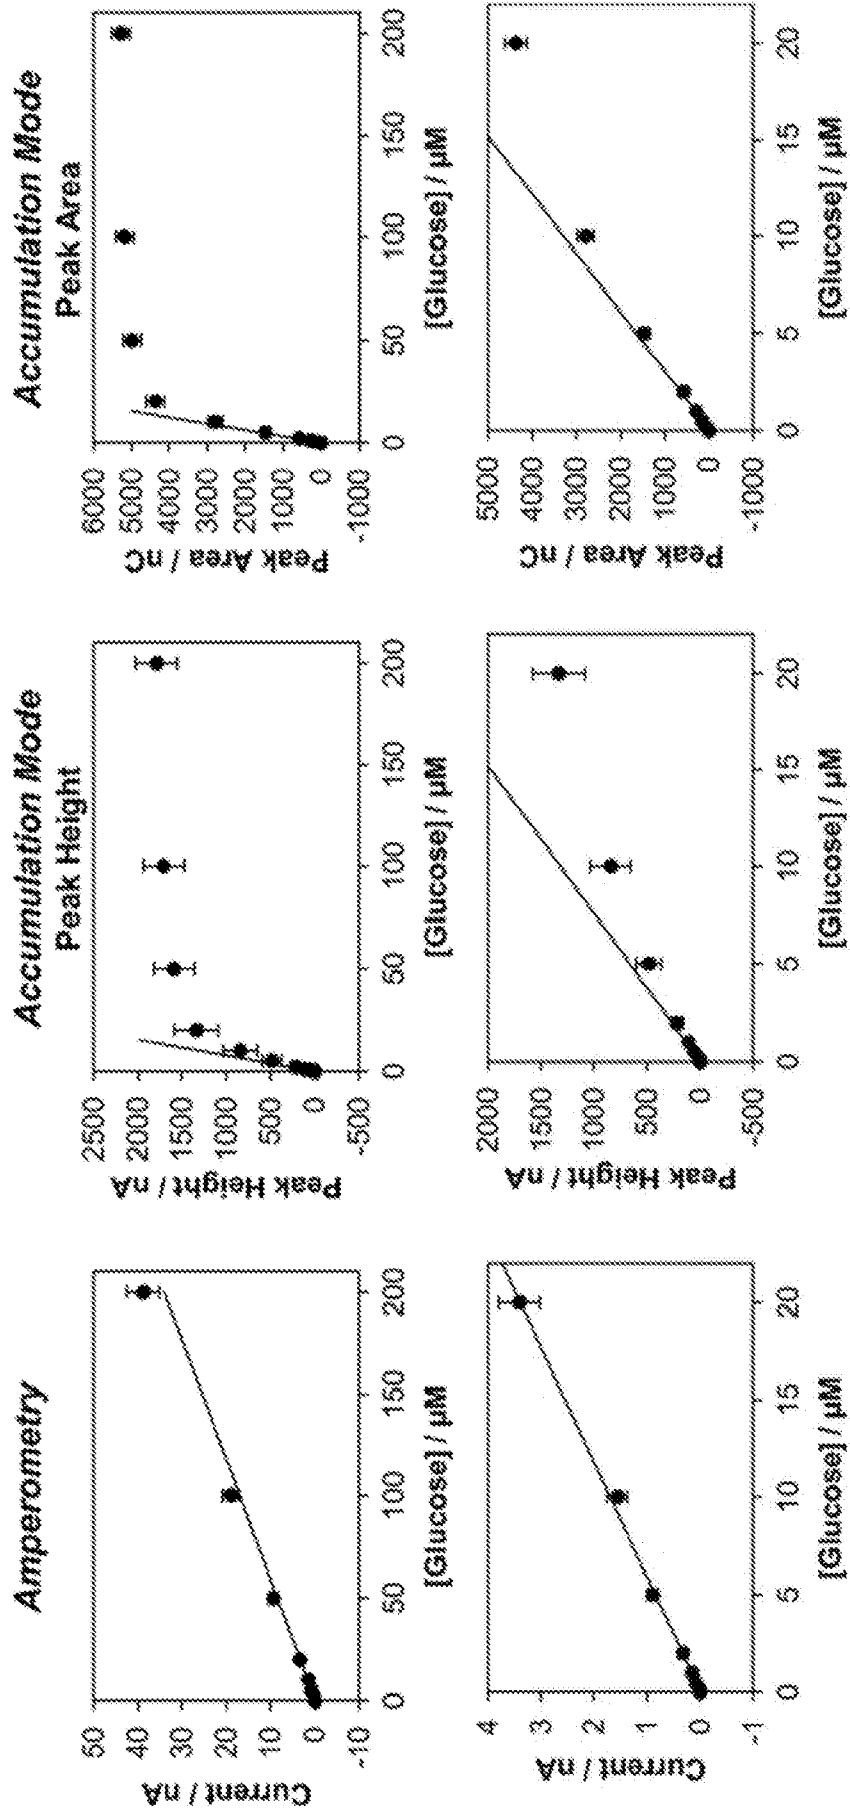 Amperometry
Current / nA
50
40
30
20
10
0
-10
0 50 100 150 200
[Glucose] / µM
Current / nA
4
3
2
1
0
-1
0 5 10 15 20
[Glucose] / µM
Accumulation Mode
Peak Height
Peak Height / nA
2500
2000
1500
1000
500
0
-500
0 50 100 150 200
[Glucose] / µM
Peak Height / nA
2000
1500
1000
500
0
-500
0 5 10 15 20
[Glucose] / µM
Accumulation Mode
Peak Area
Peak Area / nC
6000
5000
4000
3000
2000
1000
0
-1000
0 50 100 150 200
[Glucose] / µM
Peak Area / nC
5000
4000
3000
2000
1000
0
-1000
0 5 10 15 20
[Glucose] / µM